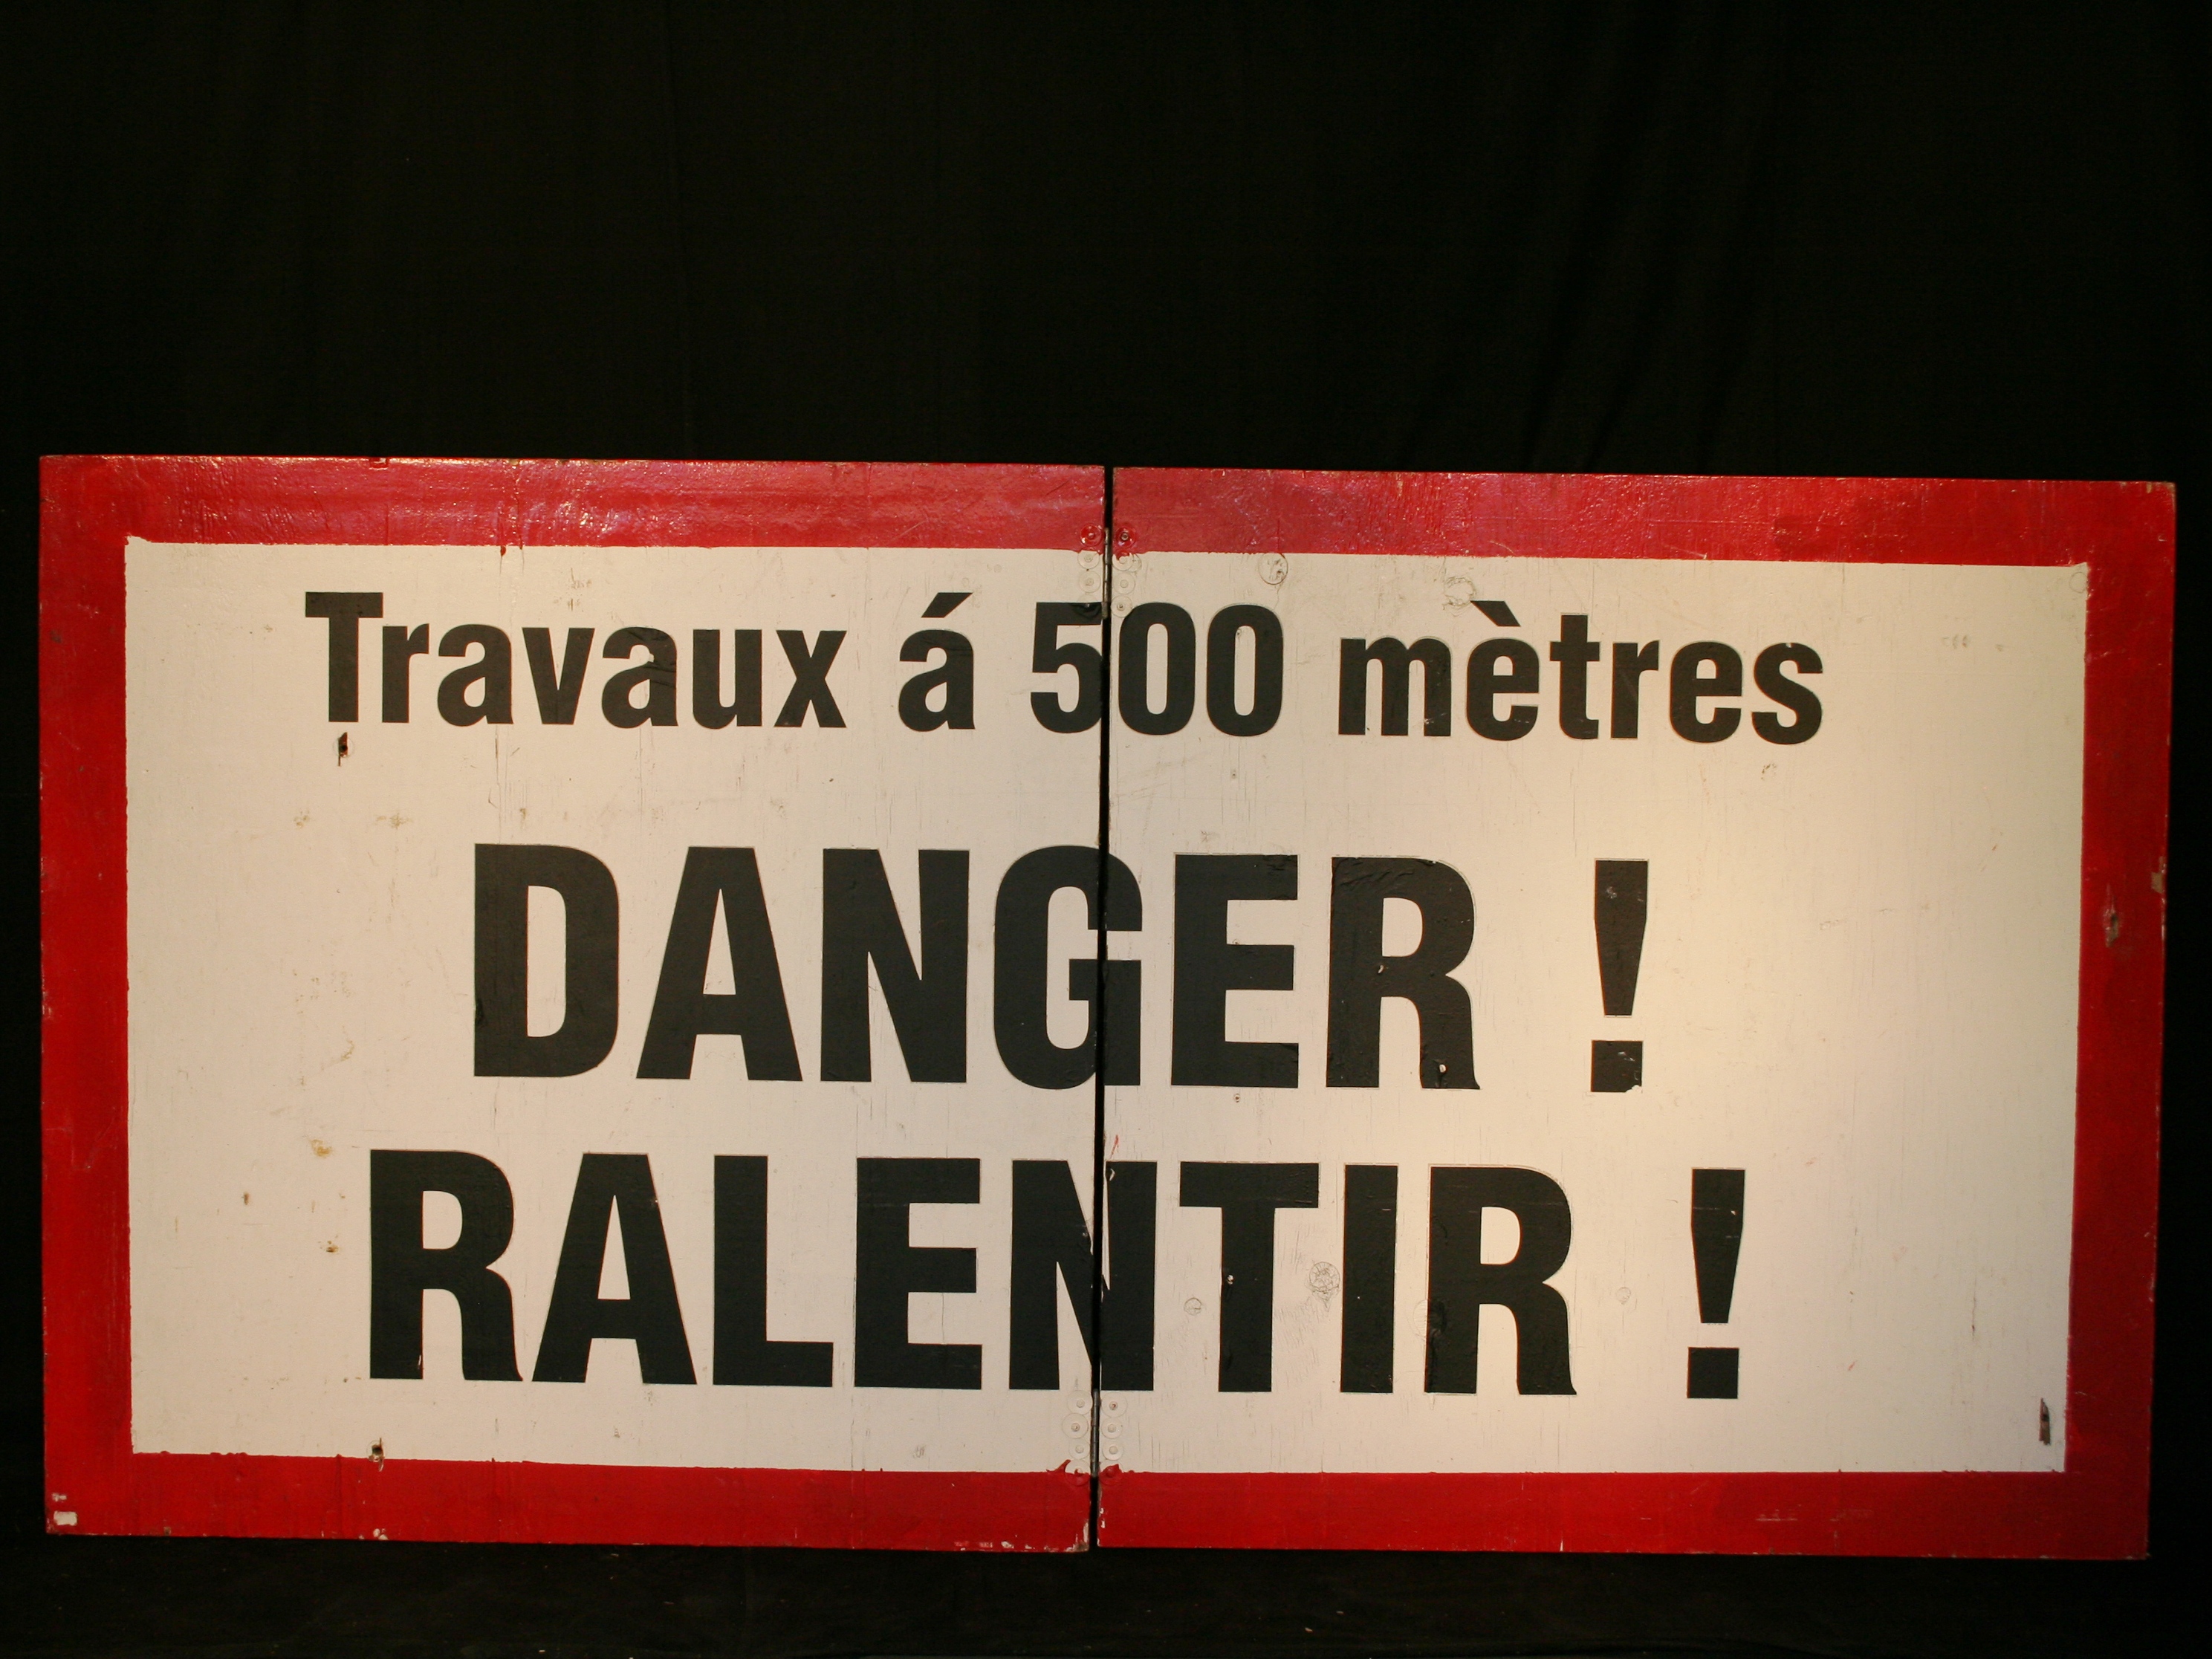 Travaux á 500 mètres
DANGER !
RALENTIR !